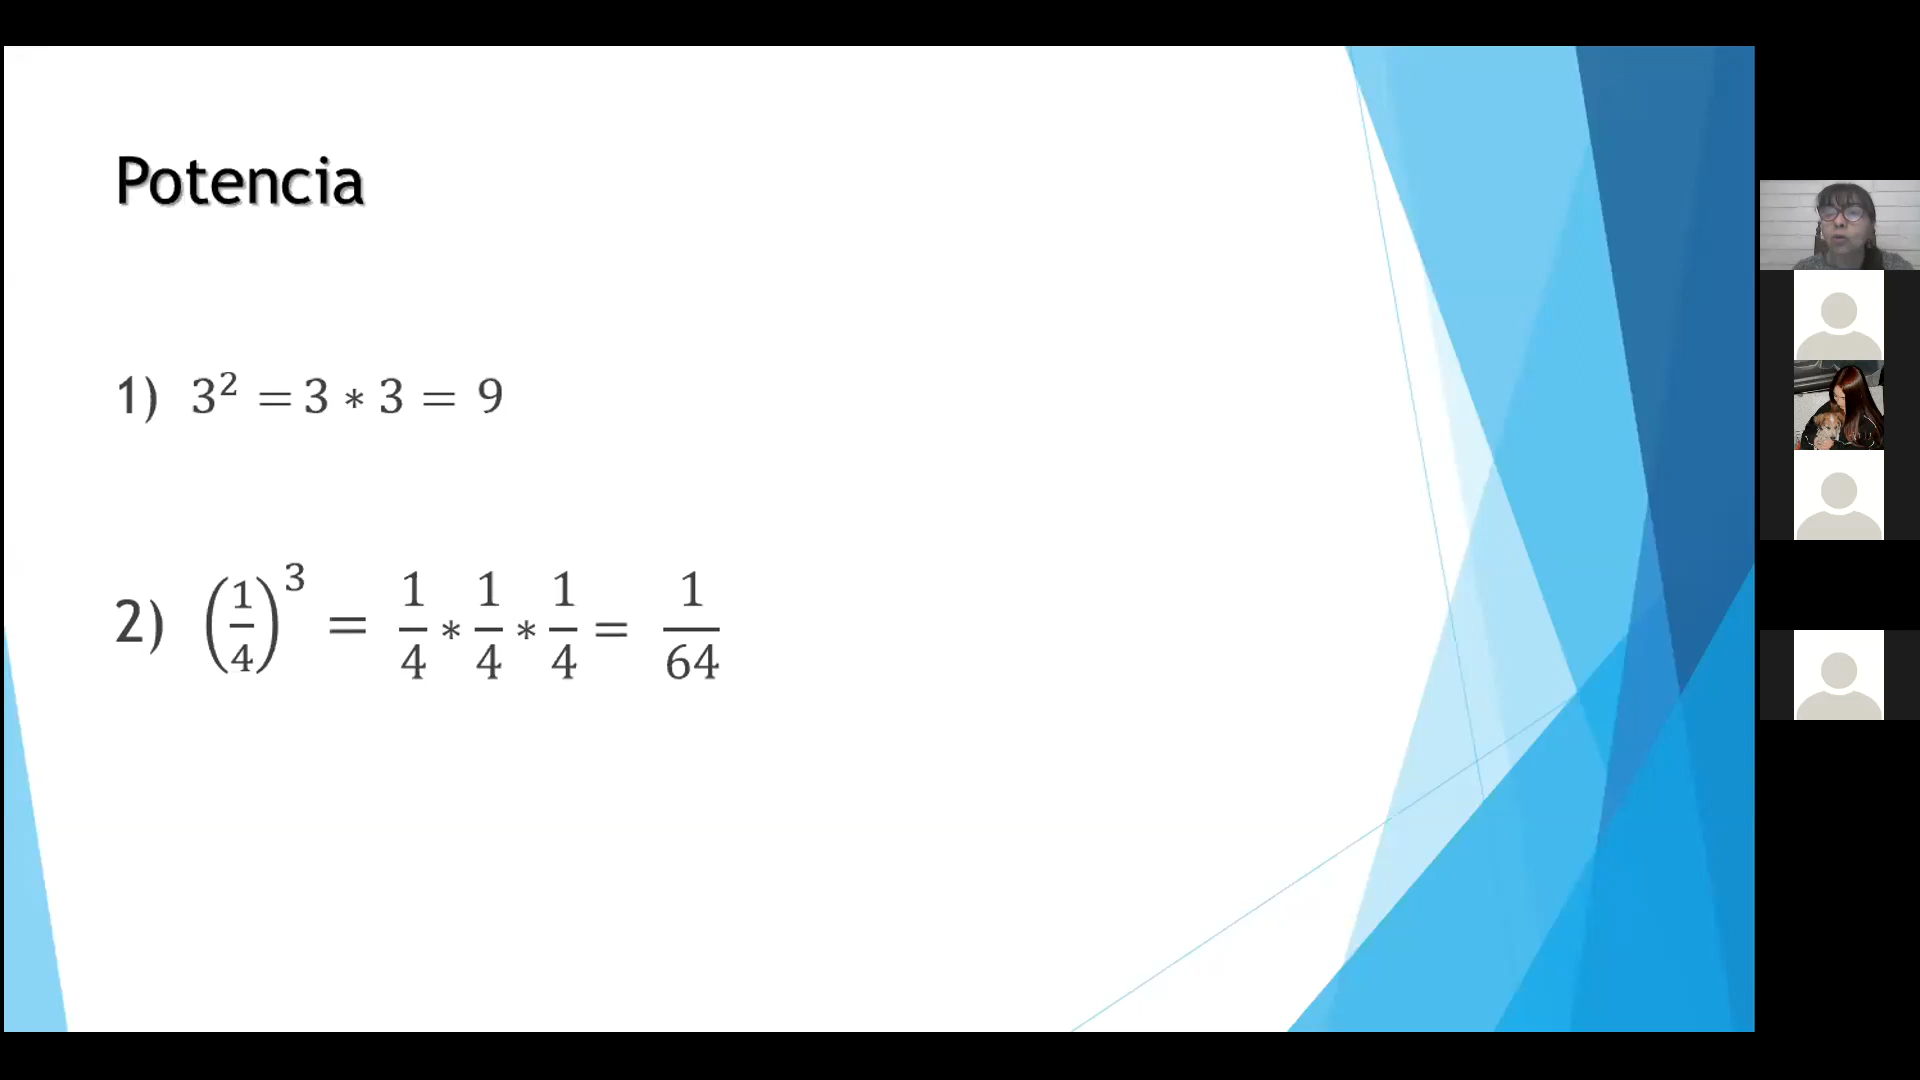 Potencia
1) 3² = 3 * 3 = 9
2) (1/4)³ = 1/4 * 1/4 * 1/4 = 1/64